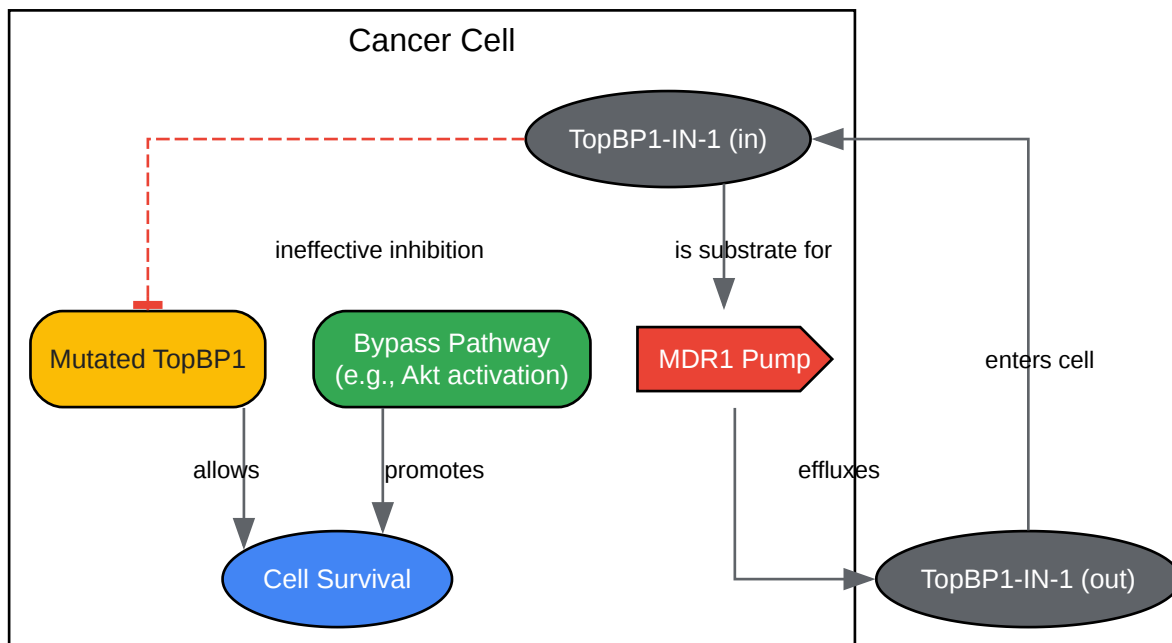 Cancer Cell
TopBP1-IN-1 (in)
ineffective inhibition
is substrate for
Mutated TopBP1
Bypass Pathway
(e.g., Akt activation)
MDR1 Pump
enters cell
allows
promotes
effluxes
Cell Survival
TopBP1-IN-1 (out)